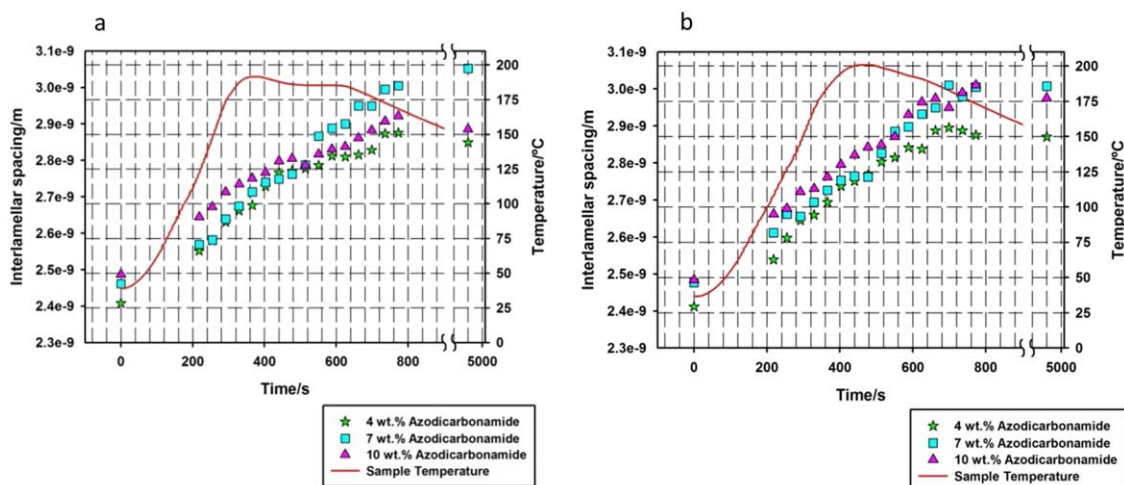 a
3.1e-9
3.0e-9
2.9e-9
2.8e-9
2.7e-9
2.6e-9
2.5e-9
2.4e-9
2.3e-9
Interlamellar spacing/m
200
175
150
125
100
75
50
25
0
Temperature/ºC
0 200 400 600 800 5000
Time/s
4 wt.% Azodicarbonamide
7 wt.% Azodicarbonamide
10 wt.% Azodicarbonamide
Sample Temperature
b
3.1e-9
3.0e-9
2.9e-9
2.8e-9
2.7e-9
2.6e-9
2.5e-9
2.4e-9
2.3e-9
Interlamellar spacing/m
200
175
150
125
100
75
50
25
0
Temperature/ºC
0 200 400 600 800 5000
Time/s
4 wt.% Azodicarbonamide
7 wt.% Azodicarbonamide
10 wt.% Azodicarbonamide
Sample Temperature